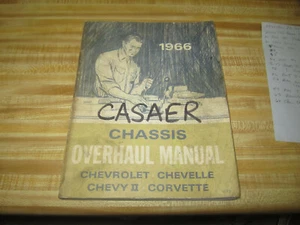 1966
CASAER
CHASSIS
OVERHAUL MANUAL
CHEVROLET CHEVELLE
CHEVY II CORVETTE